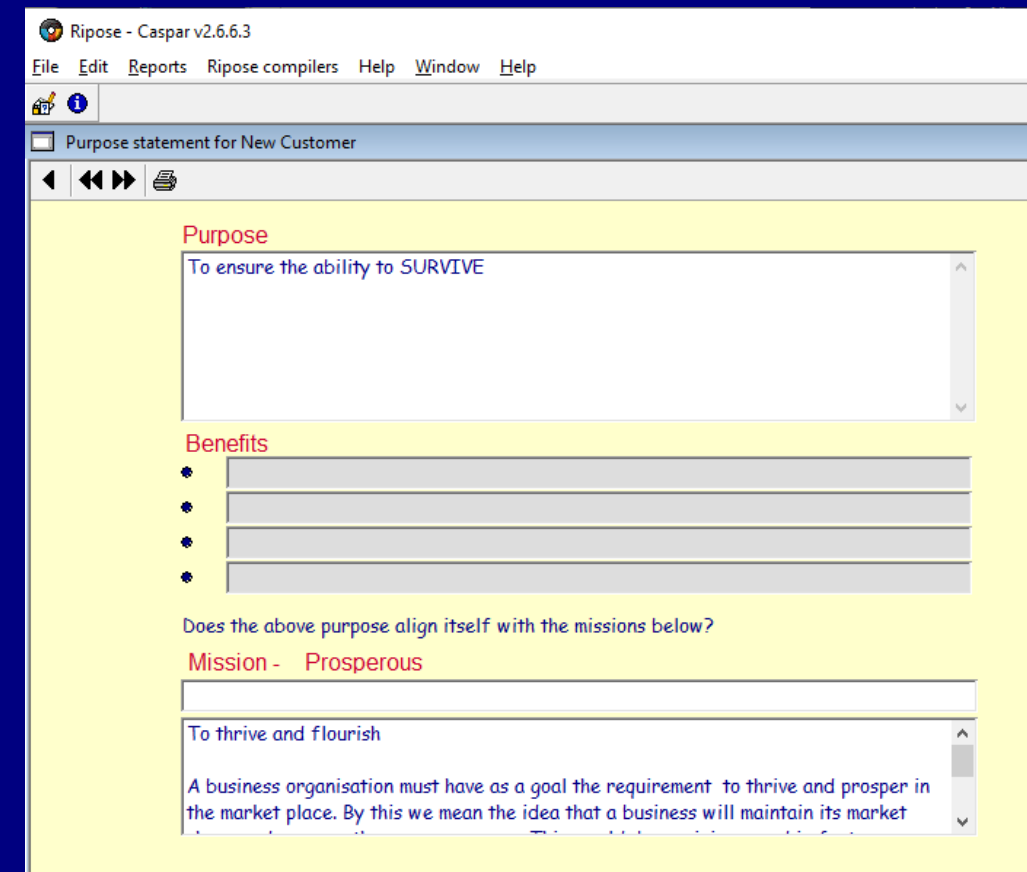 Ripose - Caspar v2.6.6.3
File Edit Reports Ripose compilers Help Window Help
Purpose statement for New Customer
Purpose
To ensure the ability to SURVIVE
Benefits
Does the above purpose align itself with the missions below?
Mission - Prosperous
To thrive and flourish
A business organisation must have as a goal the requirement to thrive and prosper in
the market place. By this we mean the idea that a business will maintain its market